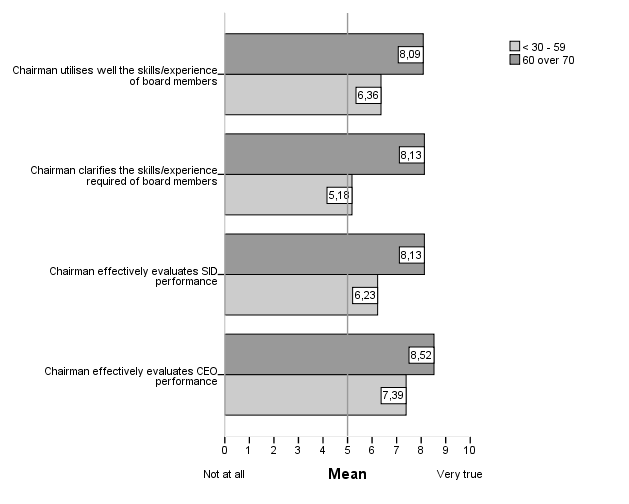 < 30 - 59
60 over 70
Chairman utilises well the skills/experience
of board members
8,09
6,36
Chairman clarifies the skills/experience
required of board members
8,13
5,18
Chairman effectively evaluates SID
performance
8,13
6,23
Chairman effectively evaluates CEO
performance
8,52
7,39
0 1 2 3 4 5 6 7 8 9 10
Not at all Mean Very true